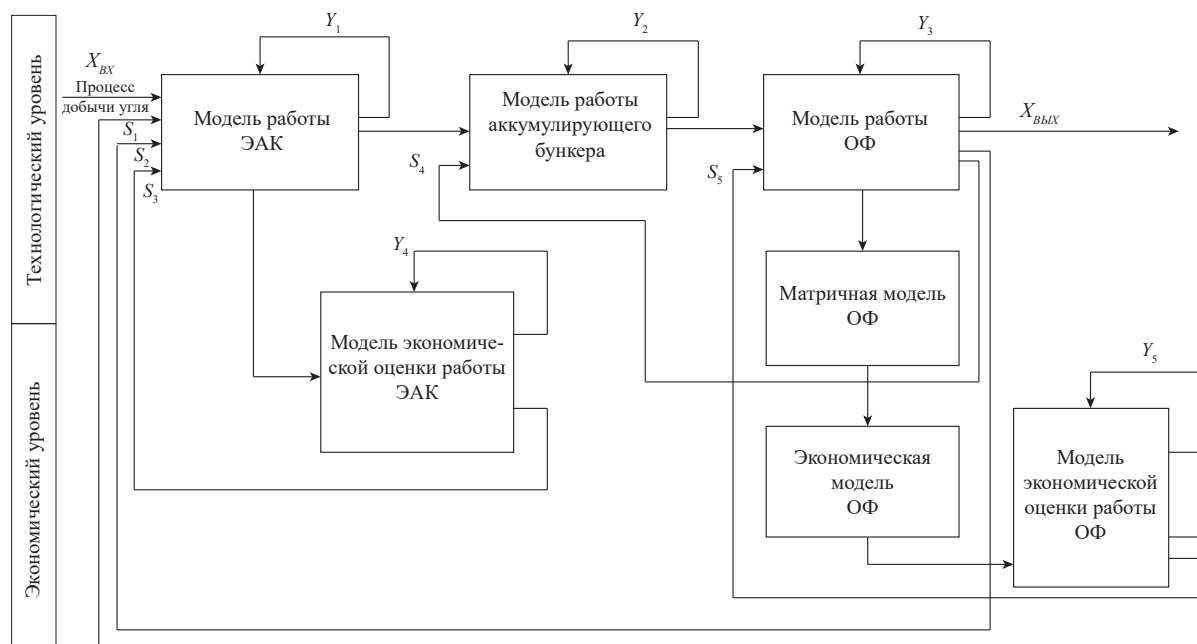 Технологический уровень
Экономический уровень
X_ВХ
Процесс
добычи угля
S_1
S_2
S_3
Y_1
Модель работы
ЭАК
Y_2
Модель работы
аккумулирующего
бункера
S_4
Y_3
Модель работы
ОФ
S_5
X_ВЫХ
Y_4
Модель экономиче-
ской оценки работы
ЭАК
Матричная модель
ОФ
Экономическая
модель
ОФ
Y_5
Модель
экономической
оценки работы
ОФ